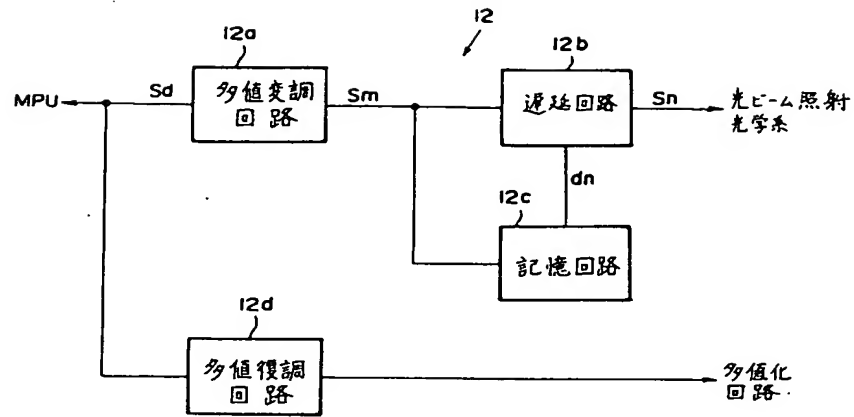 12
12a
12b
多値変調
回路
遅延回路
MPU
Sd
Sm
Sn
光ビーム照射
光学系
dn
12c
記憶回路
12d
多値復調
回路
多値化
回路